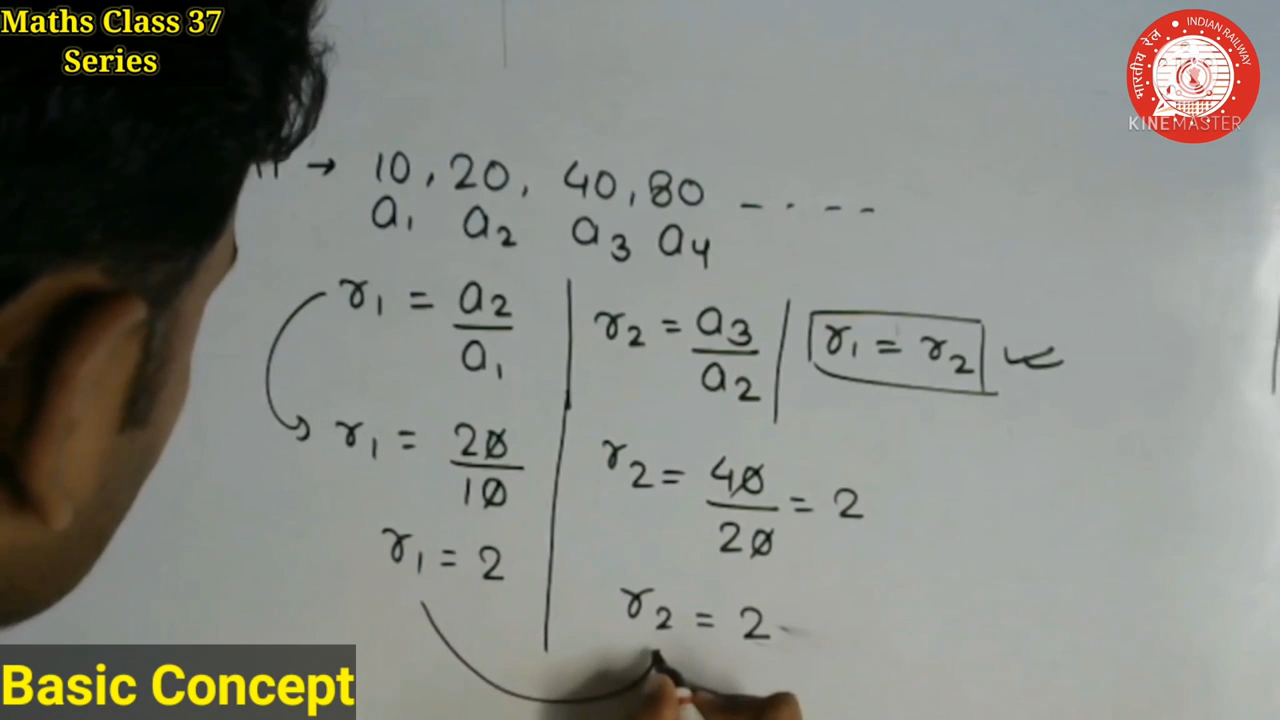 Maths Class 37
Series
भारतीय रेल INDIAN RAILWAY
KINEMASTER
→ 10, 20, 40, 80 - - - -
a₁ a₂ a₃ a₄
r₁ = a₂/a₁
r₂ = a₃/a₂
r₁ = r₂
r₁ = 20/10
r₂ = 40/20 = 2
r₁ = 2
r₂ = 2
Basic Concept